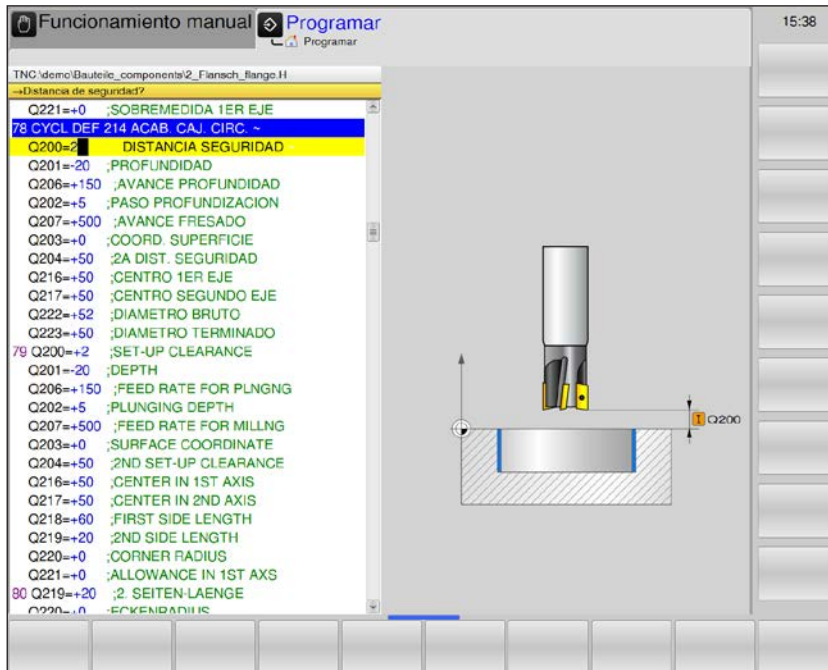 Funcionamiento manual
Programar
Programar
15:38
TNC:\demo\Bauteile_components\2_Flansch_flange.H
→Distancia de seguridad?
Q221=+0 ;SOBREMEDIDA 1ER EJE
78 CYCL DEF 214 ACAB. CAJ. CIRC. ~
Q200=2 DISTANCIA SEGURIDAD
Q201=-20 ;PROFUNDIDAD
Q206=+150 ;AVANCE PROFUNDIDAD
Q202=+5 ;PASO PROFUNDIZACION
Q207=+500 ;AVANCE FRESADO
Q203=+0 ;COORD. SUPERFICIE
Q204=+50 ;2A DIST. SEGURIDAD
Q216=+50 ;CENTRO 1ER EJE
Q217=+50 ;CENTRO SEGUNDO EJE
Q222=+52 ;DIAMETRO BRUTO
Q223=+50 ;DIAMETRO TERMINADO
79 Q200=+2 ;SET-UP CLEARANCE
Q201=-20 ;DEPTH
Q206=+150 ;FEED RATE FOR PLNGNG
Q202=+5 ;PLUNGING DEPTH
Q207=+500 ;FEED RATE FOR MILLNG
Q203=+0 ;SURFACE COORDINATE
Q204=+50 ;2ND SET-UP CLEARANCE
Q216=+50 ;CENTER IN 1ST AXIS
Q217=+50 ;CENTER IN 2ND AXIS
Q218=+60 ;FIRST SIDE LENGTH
Q219=+20 ;2ND SIDE LENGTH
Q220=+0 ;CORNER RADIUS
Q221=+0 ;ALLOWANCE IN 1ST AXS
80 Q219=+20 ;2. SEITEN-LAENGE
Q220=+0 ;ECKENRADIUS
I Q200